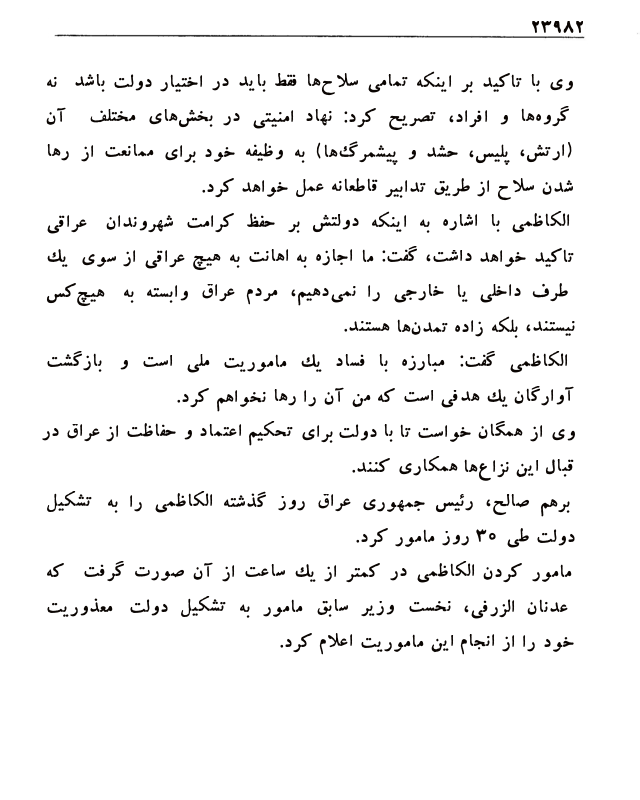 ۲۳۹۸۲
وی با تاکید بر اینکه تمامی سلاح‌ها فقط باید در اختیار دولت باشد نه
گروه‌ها و افراد، تصریح کرد: نهاد امنیتی در بخش‌های مختلف آن
(ارتش، پلیس، حشد و پیشمرگ‌ها) به وظیفه خود برای ممانعت از رها
شدن سلاح از طریق تدابیر قاطعانه عمل خواهد کرد.
الکاظمی با اشاره به اینکه دولتش بر حفظ کرامت شهروندان عراقی
تاکید خواهد داشت، گفت: ما اجازه به اهانت به هیچ عراقی از سوی یك
طرف داخلی یا خارجی را نمی‌دهیم، مردم عراق وابسته به هیچ‌کس
نیستند، بلکه زاده تمدن‌ها هستند.
الکاظمی گفت: مبارزه با فساد یك ماموریت ملی است و بازگشت
آوارگان یك هدفی است که من آن را رها نخواهم کرد.
وی از همگان خواست تا با دولت برای تحکیم اعتماد و حفاظت از عراق در
قبال این نزاع‌ها همکاری کنند.
برهم صالح، رئیس جمهوری عراق روز گذشته الکاظمی را به تشکیل
دولت طی ۳۰ روز مامور کرد.
مامور کردن الکاظمی در کمتر از یك ساعت از آن صورت گرفت که
عدنان الزرفی، نخست وزیر سابق مامور به تشکیل دولت معذوریت
خود را از انجام این ماموریت اعلام کرد.